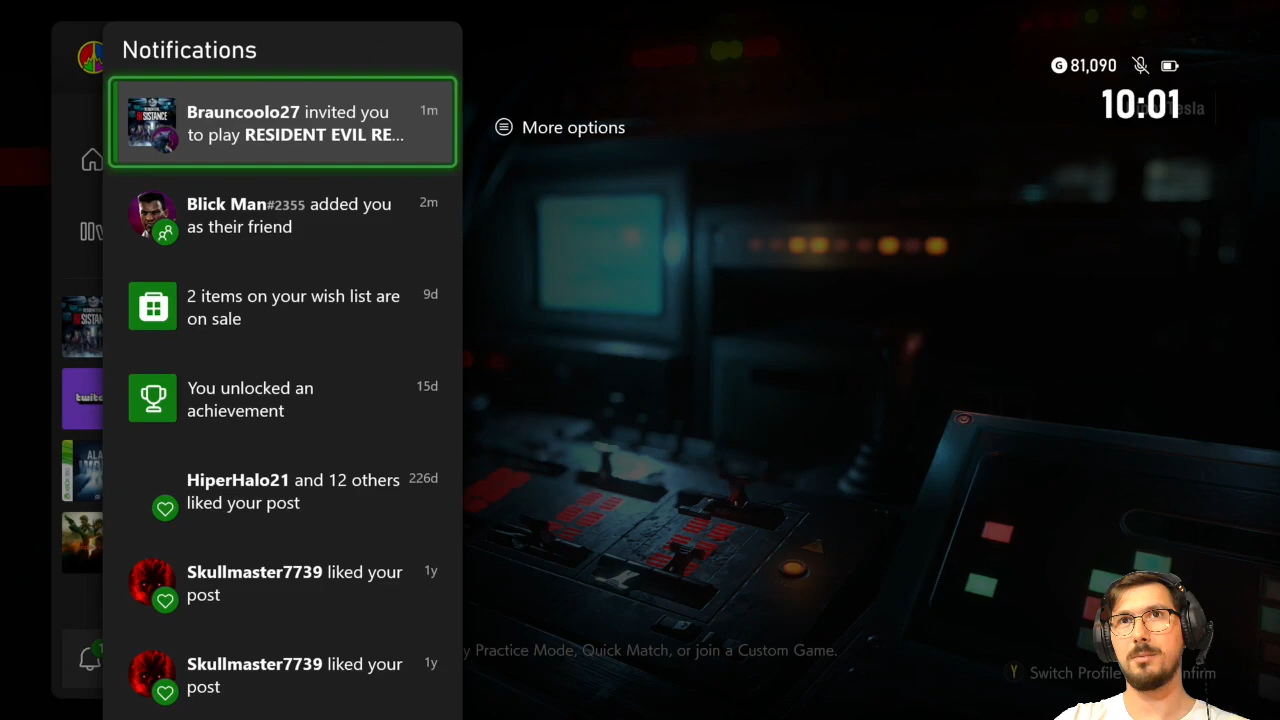 Notifications
Brauncoolo27 invited you
to play RESIDENT EVIL RE...
1m
Blick Man#2355 added you
as their friend
2m
2 items on your wish list are
on sale
9d
You unlocked an
achievement
15d
HiperHalo21 and 12 others
liked your post
226d
Skullmaster7739 liked your
post
1y
Skullmaster7739 liked your
post
1y
More options
G 81,090
10:01
Tesla
y Practice Mode, Quick Match, or join a Custom Game.
Y Switch Profile